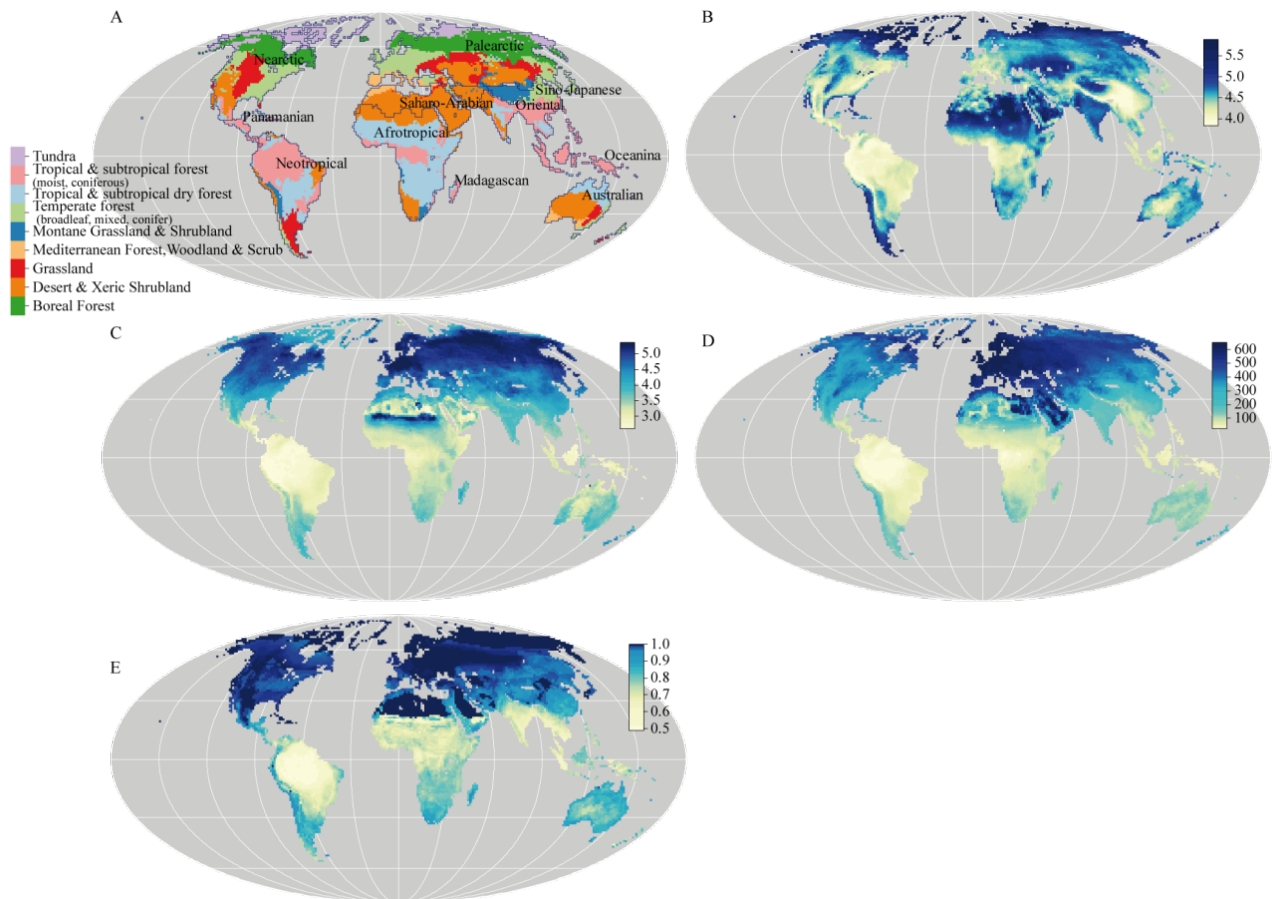 A
Nearctic
Palearctic
Sino-Japanese
Saharo-Arabian
Oriental
Panamanian
Afrotropical
Oceanina
Neotropical
Madagascan
Australian
Tundra
Tropical & subtropical forest
(moist, coniferous)
Tropical & subtropical dry forest
Temperate forest
(broadleaf, mixed, conifer)
Montane Grassland & Shrubland
Mediterranean Forest,Woodland & Scrub
Grassland
Desert & Xeric Shrubland
Boreal Forest
B
5.5
5.0
4.5
4.0
C
5.0
4.5
3.5
3.0
D
600
500
400
300
200
100
E
1.0
0.9
0.8
0.7
0.6
0.5